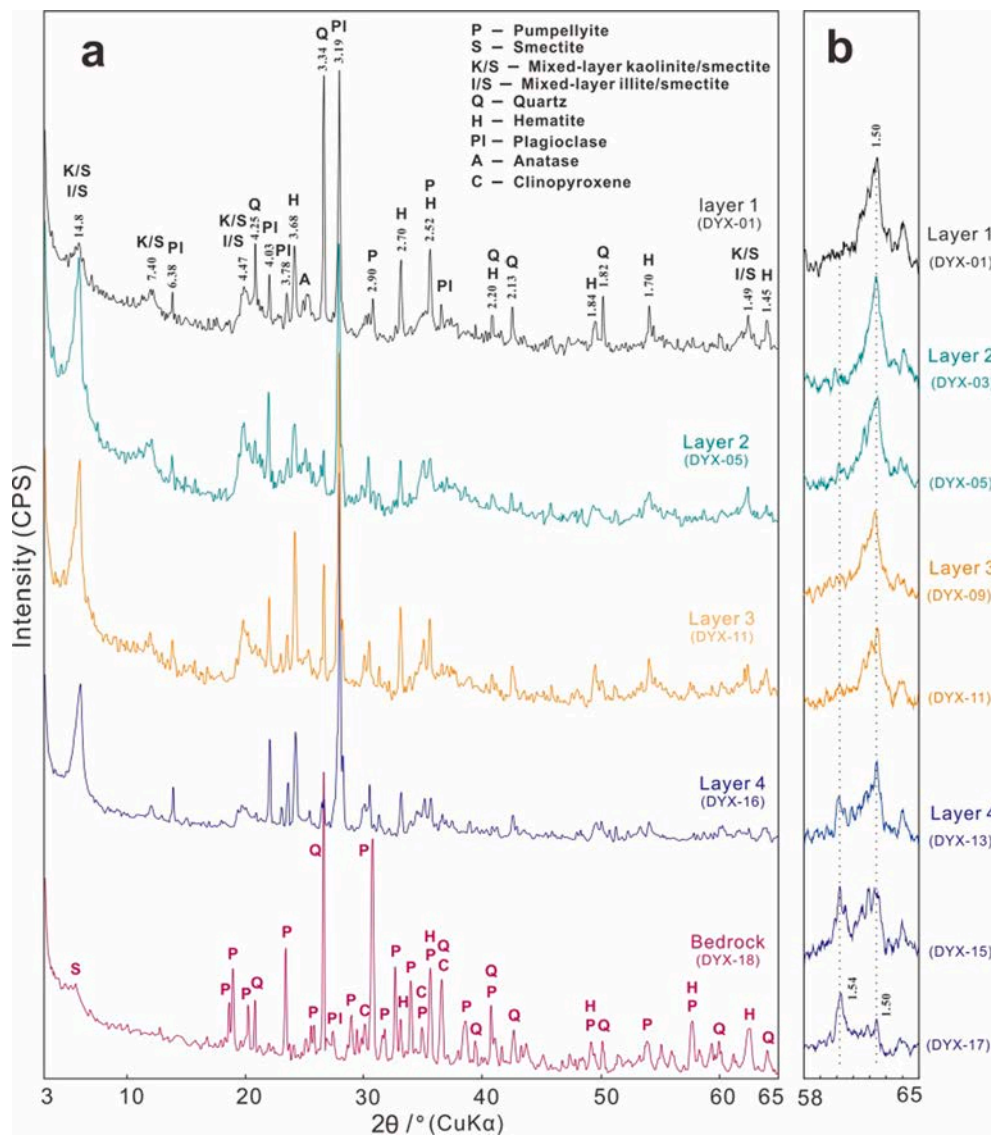 a
P – Pumpellyite
S – Smectite
K/S – Mixed-layer kaolinite/smectite
I/S – Mixed-layer illite/smectite
Q – Quartz
H – Hematite
Pl – Plagioclase
A – Anatase
C – Clinopyroxene
K/S
I/S
14.8
K/S
7.40
Pl
6.38
K/S
I/S
4.47
Q
4.25
Pl
4.03
Pl
3.78
H
3.68
A
Q
3.34
Pl
3.19
P
2.90
H
2.70
P
H
2.52
Pl
Q
H
2.20
Q
2.13
H
1.84
Q
1.82
H
1.70
K/S
I/S
1.49
H
1.45
layer 1
(DYX-01)
Layer 2
(DYX-05)
Layer 3
(DYX-11)
Layer 4
(DYX-16)
Bedrock
(DYX-18)
S
P
P
P
Q
P
P
Pl
Q
P
C
P
P
P
H
P
C
P
H
P
Q
C
P
Q
Q
P
Q
H
P
Q
P
H
P
Q
H
Q
Intensity (CPS)
3
10
20
30
40
50
60
65
2θ /° (CuKα)
b
1.50
Layer 1
(DYX-01)
Layer 2
(DYX-03)
(DYX-05)
Layer 3
(DYX-09)
(DYX-11)
Layer 4
(DYX-13)
(DYX-15)
1.54
1.50
(DYX-17)
58
65